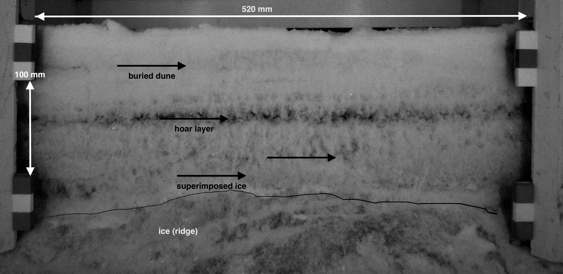 520 mm
buried dune
100 mm
hoar layer
superimposed ice
ice (ridge)